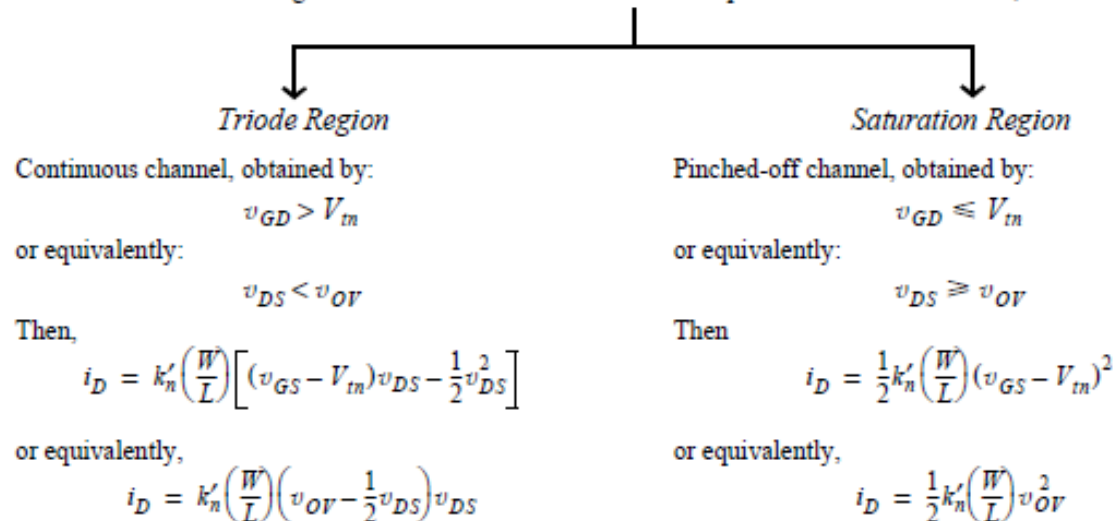 Triode Region
Continuous channel, obtained by:
v_GD > V_tn
or equivalently:
v_DS < v_OV
Then,
i_D = k′_n(W/L)[(v_GS − V_tn)v_DS − 1/2 v²_DS]
or equivalently,
i_D = k′_n(W/L)(v_OV − 1/2 v_DS)v_DS
Saturation Region
Pinched-off channel, obtained by:
v_GD ⩽ V_tn
or equivalently:
v_DS ⩾ v_OV
Then
i_D = 1/2 k′_n(W/L)(v_GS − V_tn)²
or equivalently,
i_D = 1/2 k′_n(W/L)v²_OV